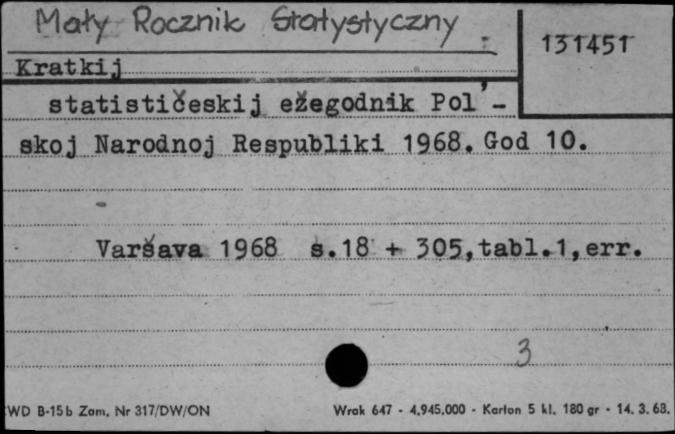 Mały Rocznik Statystyczny
131451
Kratkij
statističeskij ežegodnik Pol'-
skoj Narodnoj Respubliki 1968. God 10.
Varšava 1968 s.18 + 305,tabl.1,err.
3
WD B-15b Zam. Nr 317/DW/ON
Wrak 647 - 4.945.000 - Karton 5 kl. 180 gr - 14. 3. 68.